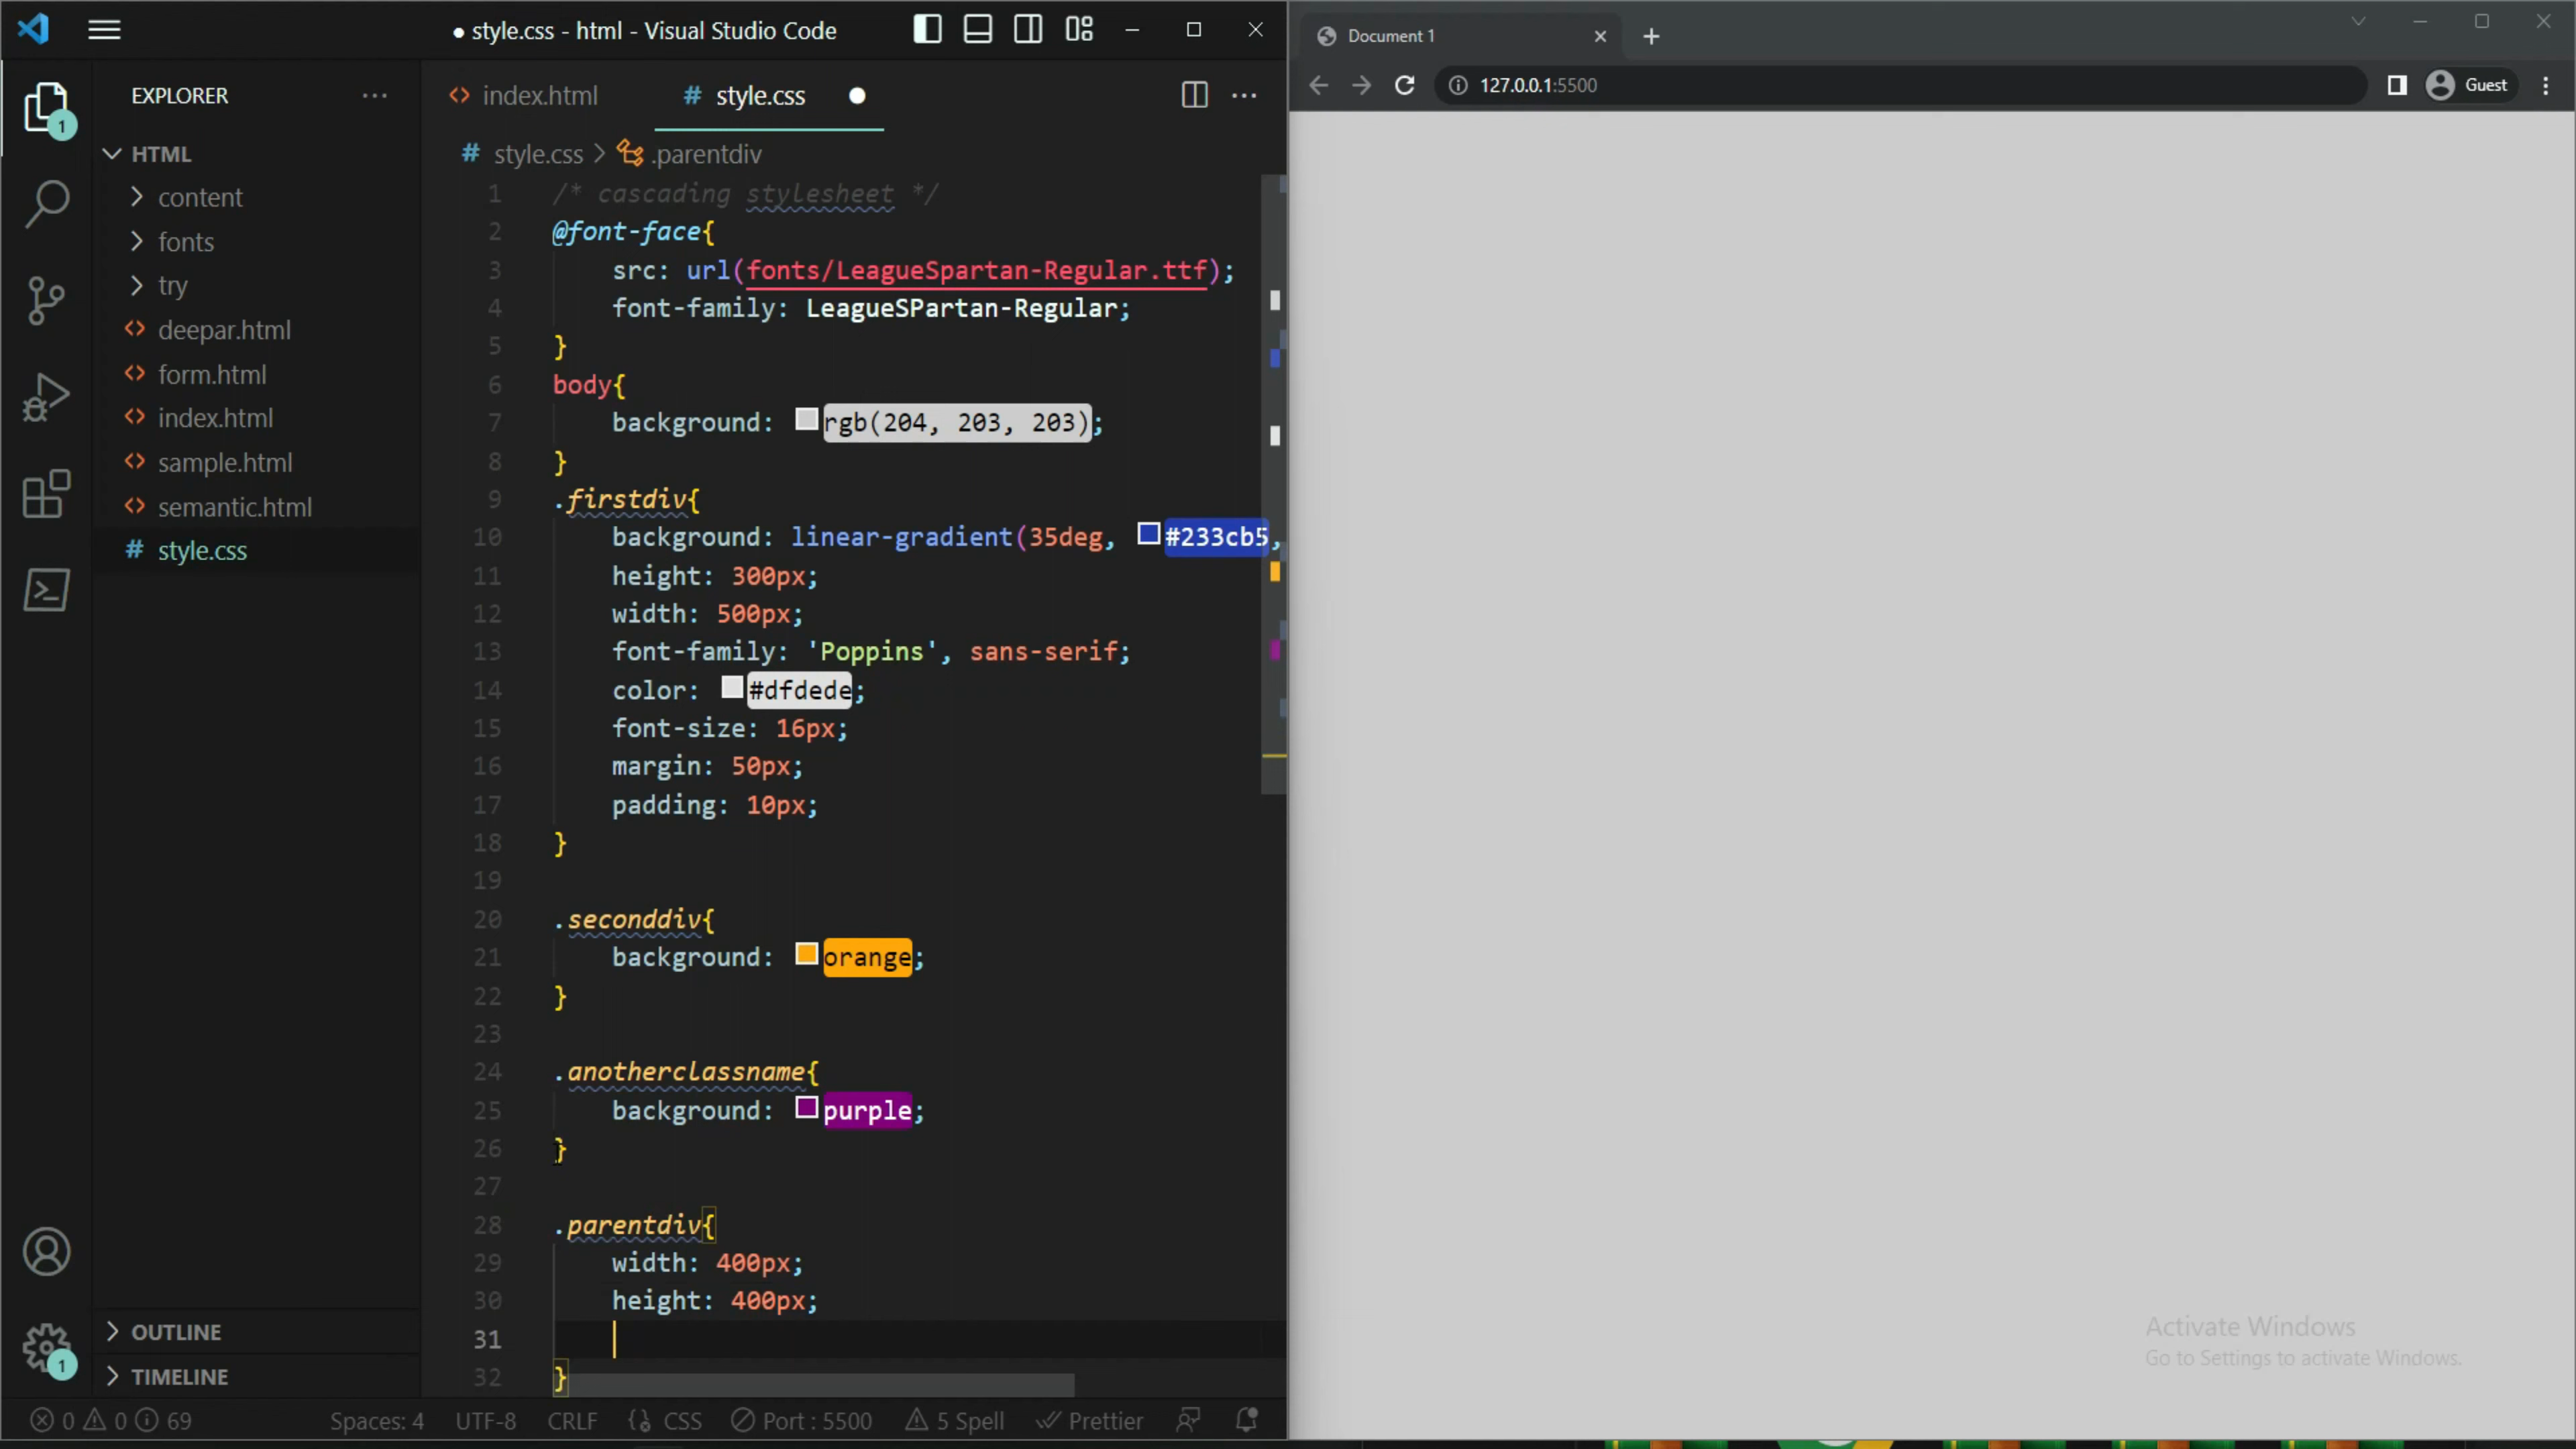 style.css - html - Visual Studio Code
EXPLORER
HTML
content
fonts
try
deepar.html
form.html
index.html
sample.html
semantic.html
# style.css
OUTLINE
TIMELINE
1
1
index.html
# style.css
# style.css > .parentdiv
1 /* cascading stylesheet */
2 @font-face{
3 src: url(fonts/LeagueSpartan-Regular.ttf);
4 font-family: LeagueSPartan-Regular;
5 }
6 body{
7 background: rgb(204, 203, 203);
8 }
9 .firstdiv{
10 background: linear-gradient(35deg, #233cb5,
11 height: 300px;
12 width: 500px;
13 font-family: 'Poppins', sans-serif;
14 color: #dfdede;
15 font-size: 16px;
16 margin: 50px;
17 padding: 10px;
18 }
19
20 .seconddiv{
21 background: orange;
22 }
23
24 .anotherclassname{
25 background: purple;
26 }
27
28 .parentdiv{
29 width: 400px;
30 height: 400px;
31
32 }
0 0 69 Spaces: 4 UTF-8 CRLF CSS Port : 5500 5 Spell Prettier
Document 1
127.0.0.1:5500
Guest
Activate Windows
Go to Settings to activate Windows.